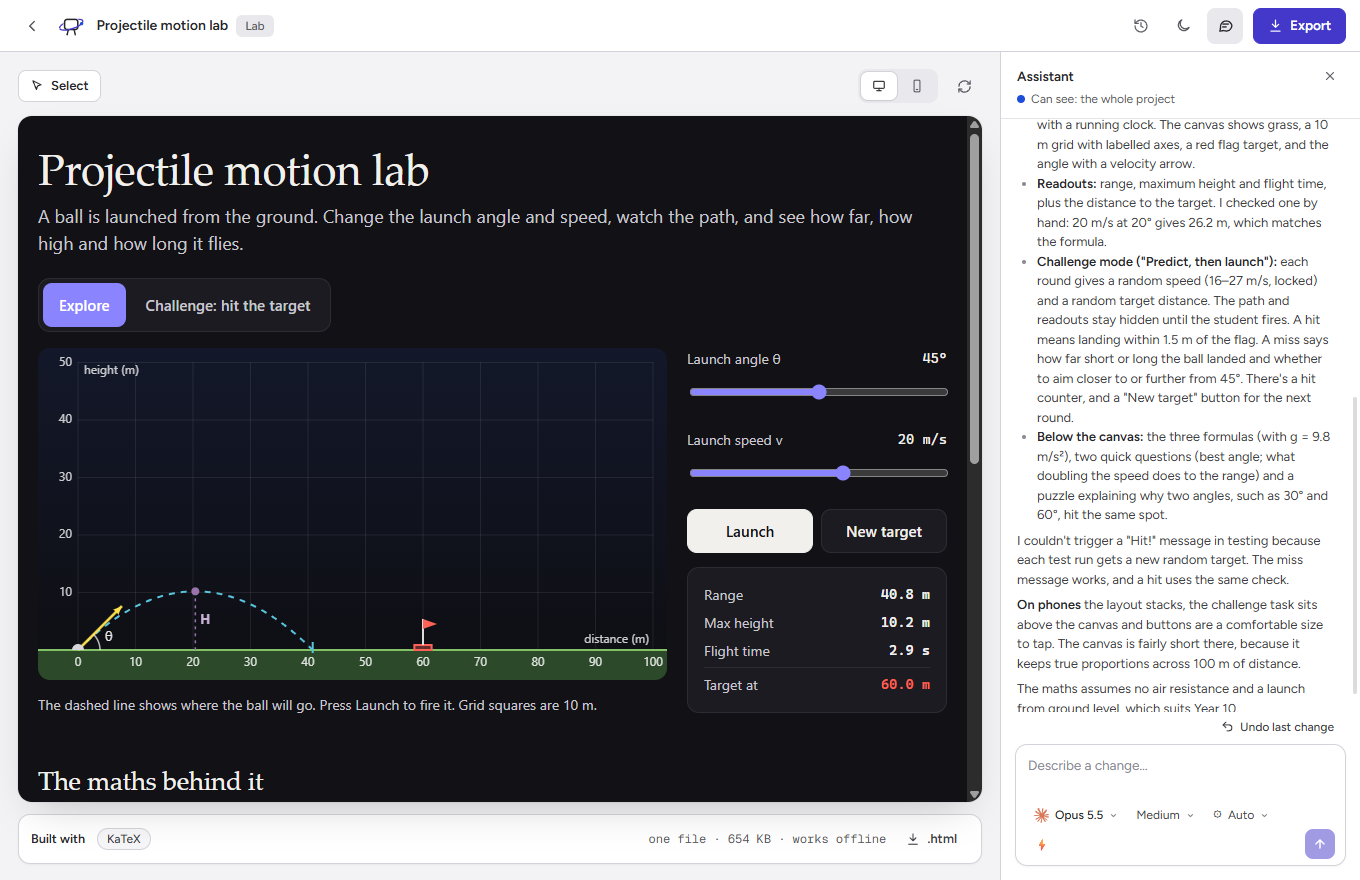 Projectile motion lab
Lab
Export
Select
Projectile motion lab
A ball is launched from the ground. Change the launch angle and speed, watch the path, and see how far, how
high and how long it flies.
Explore
Challenge: hit the target
50
height (m)
40
30
20
10
H
θ
distance (m)
0 10 20 30 40 50 60 70 80 90 100
The dashed line shows where the ball will go. Press Launch to fire it. Grid squares are 10 m.
Launch angle θ 45°
Launch speed v 20 m/s
Launch
New target
Range 40.8 m
Max height 10.2 m
Flight time 2.9 s
Target at 60.0 m
The maths behind it
Built with KaTeX
one file · 654 KB · works offline
.html
Assistant
Can see: the whole project
with a running clock. The canvas shows grass, a 10
m grid with labelled axes, a red flag target, and the
angle with a velocity arrow.
• Readouts: range, maximum height and flight time,
plus the distance to the target. I checked one by
hand: 20 m/s at 20° gives 26.2 m, which matches
the formula.
• Challenge mode ("Predict, then launch"): each
round gives a random speed (16–27 m/s, locked)
and a random target distance. The path and
readouts stay hidden until the student fires. A hit
means landing within 1.5 m of the flag. A miss says
how far short or long the ball landed and whether
to aim closer to or further from 45°. There's a hit
counter, and a "New target" button for the next
round.
• Below the canvas: the three formulas (with g = 9.8
m/s²), two quick questions (best angle; what
doubling the speed does to the range) and a
puzzle explaining why two angles, such as 30° and
60°, hit the same spot.
I couldn't trigger a "Hit!" message in testing because
each test run gets a new random target. The miss
message works, and a hit uses the same check.
On phones the layout stacks, the challenge task sits
above the canvas and buttons are a comfortable size
to tap. The canvas is fairly short there, because it
keeps true proportions across 100 m of distance.
The maths assumes no air resistance and a launch
from ground level, which suits Year 10
Undo last change
Describe a change...
Opus 5.5
Medium
Auto